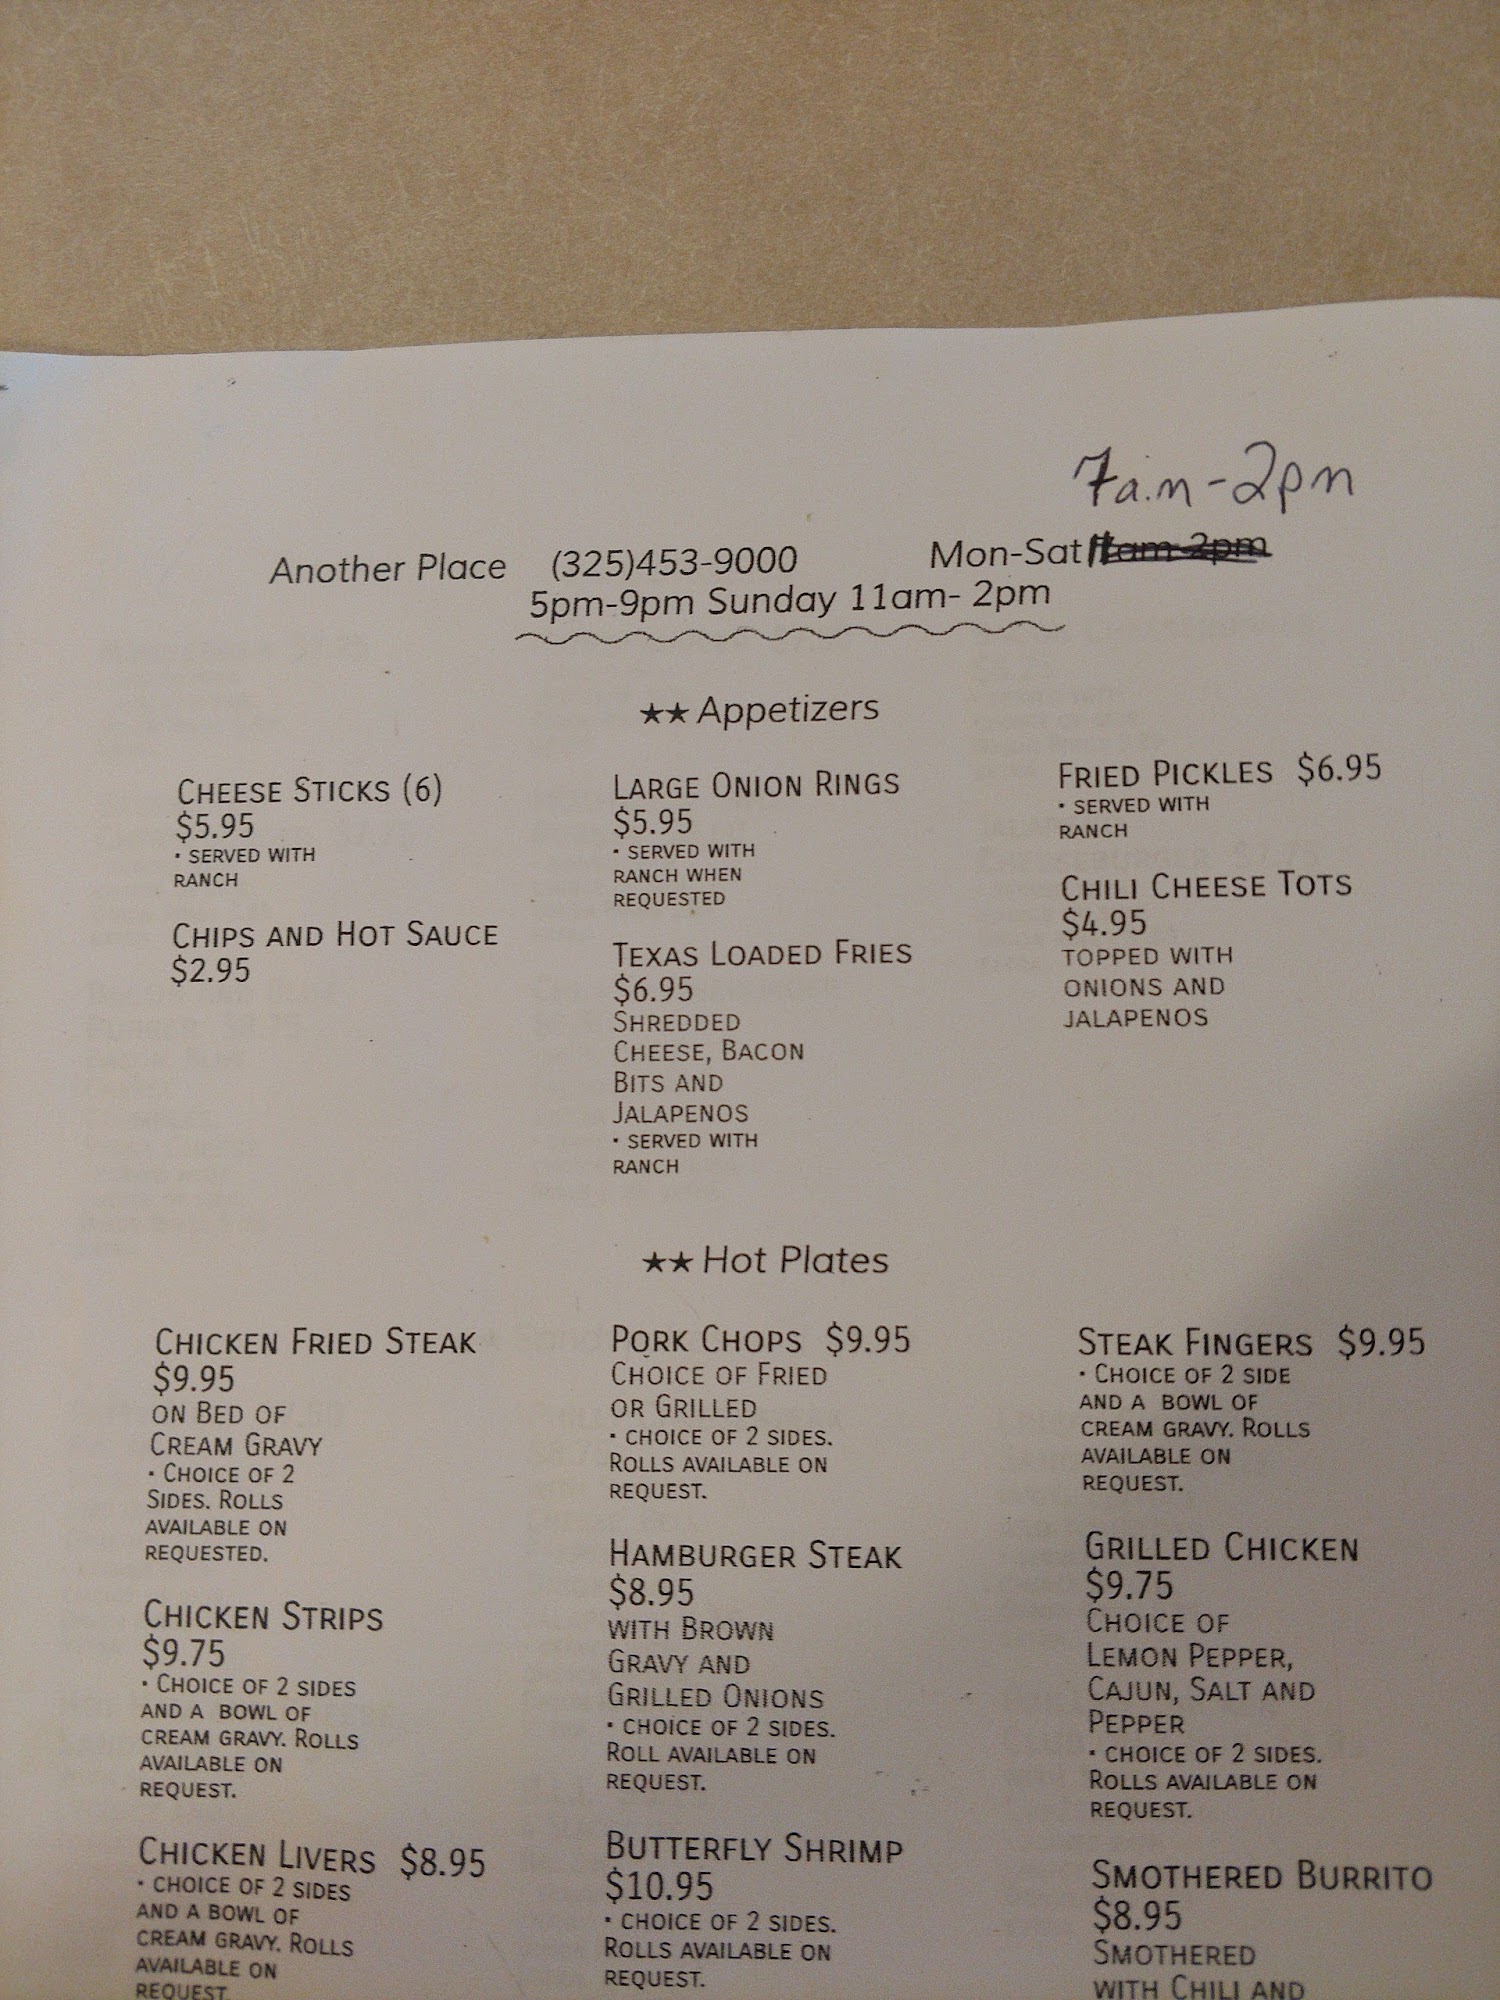 7am-2pm
Another Place (325)453-9000 Mon-Sat 11am-2pm
5pm-9pm Sunday 11am- 2pm
★★ Appetizers
CHEESE STICKS (6)
$5.95
• SERVED WITH
RANCH
CHIPS AND HOT SAUCE
$2.95
LARGE ONION RINGS
$5.95
• SERVED WITH
RANCH WHEN
REQUESTED
TEXAS LOADED FRIES
$6.95
SHREDDED
CHEESE, BACON
BITS AND
JALAPENOS
• SERVED WITH
RANCH
FRIED PICKLES $6.95
• SERVED WITH
RANCH
CHILI CHEESE TOTS
$4.95
TOPPED WITH
ONIONS AND
JALAPENOS
★★ Hot Plates
CHICKEN FRIED STEAK
$9.95
ON BED OF
CREAM GRAVY
• CHOICE OF 2
SIDES. ROLLS
AVAILABLE ON
REQUESTED.
CHICKEN STRIPS
$9.75
• CHOICE OF 2 SIDES
AND A BOWL OF
CREAM GRAVY. ROLLS
AVAILABLE ON
REQUEST.
CHICKEN LIVERS $8.95
• CHOICE OF 2 SIDES
AND A BOWL OF
CREAM GRAVY. ROLLS
AVAILABLE ON
REQUEST.
PORK CHOPS $9.95
CHOICE OF FRIED
OR GRILLED
• CHOICE OF 2 SIDES.
ROLLS AVAILABLE ON
REQUEST.
HAMBURGER STEAK
$8.95
WITH BROWN
GRAVY AND
GRILLED ONIONS
• CHOICE OF 2 SIDES.
ROLL AVAILABLE ON
REQUEST.
BUTTERFLY SHRIMP
$10.95
• CHOICE OF 2 SIDES.
ROLLS AVAILABLE ON
REQUEST.
STEAK FINGERS $9.95
• CHOICE OF 2 SIDE
AND A BOWL OF
CREAM GRAVY. ROLLS
AVAILABLE ON
REQUEST.
GRILLED CHICKEN
$9.75
CHOICE OF
LEMON PEPPER,
CAJUN, SALT AND
PEPPER
• CHOICE OF 2 SIDES.
ROLLS AVAILABLE ON
REQUEST.
SMOTHERED BURRITO
$8.95
SMOTHERED
WITH CHILI AND